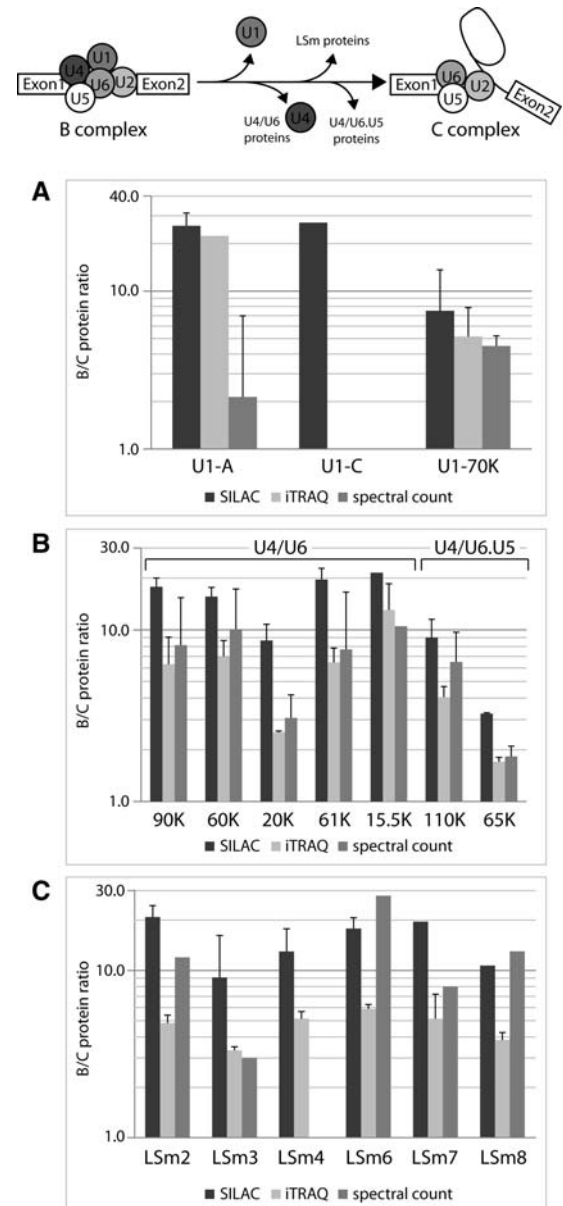 U1 LSm proteins
U1
U4
Exon1 U6 U2 Exon2
U5
U6
Exon1 U2
U5
Exon2
U4/U6 proteins U4 U4/U6.U5 proteins
B complex C complex
A
40.0
10.0
1.0
B/C protein ratio
U1-A U1-C U1-70K
SILAC iTRAQ spectral count
B
U4/U6 U4/U6.U5
30.0
10.0
1.0
B/C protein ratio
90K 60K 20K 61K 15.5K 110K 65K
SILAC iTRAQ spectral count
C
30.0
10.0
1.0
B/C protein ratio
LSm2 LSm3 LSm4 LSm6 LSm7 LSm8
SILAC iTRAQ spectral count